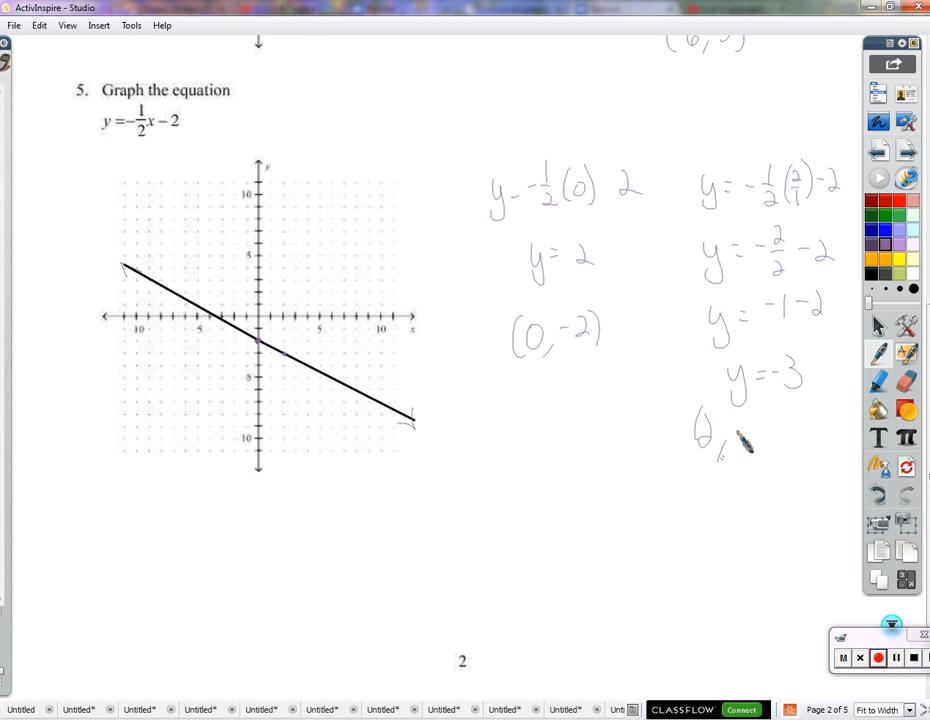 ActivInspire - Studio
File Edit View Insert Tools Help
5. Graph the equation
y = -1/2 x - 2
y
10
5
10 -5 5 10 x
-5
10
y - -1/2 (0) 2
y = 2
(0, -2)
y = -1/2 (2/1) - 2
y = -2/2 - 2
y = -1 - 2
y = -3
2
M
Untitled Untitled* Untitled* Untitled* Untitled* Untitled* Untitled* Untitled* Untitled* Untitled* Unti CLASSFLOW Connect Page 2 of 5 Fit to Width